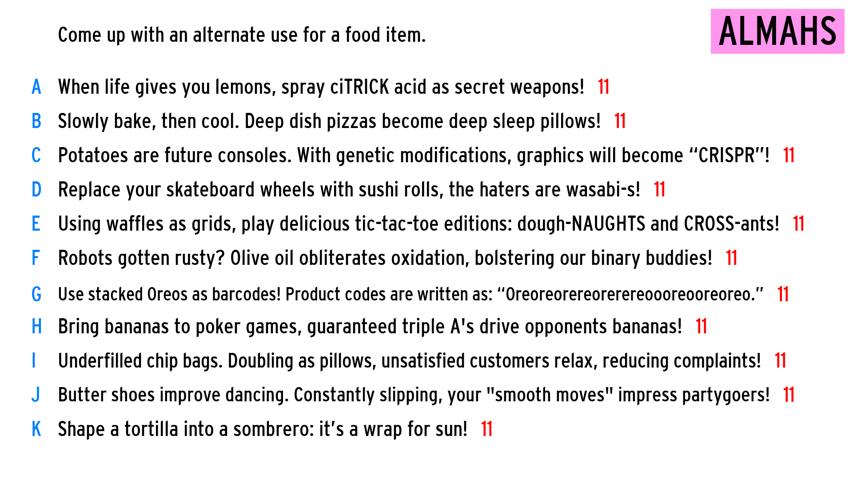 Come up with an alternate use for a food item.
ALMAHS
A When life gives you lemons, spray ciTRICK acid as secret weapons! 11
B Slowly bake, then cool. Deep dish pizzas become deep sleep pillows! 11
C Potatoes are future consoles. With genetic modifications, graphics will become “CRISPR”! 11
D Replace your skateboard wheels with sushi rolls, the haters are wasabi-s! 11
E Using waffles as grids, play delicious tic-tac-toe editions: dough-NAUGHTS and CROSS-ants! 11
F Robots gotten rusty? Olive oil obliterates oxidation, bolstering our binary buddies! 11
G Use stacked Oreos as barcodes! Product codes are written as: “Oreoreorereorerereoooreooreoreo.” 11
H Bring bananas to poker games, guaranteed triple A's drive opponents bananas! 11
I Underfilled chip bags. Doubling as pillows, unsatisfied customers relax, reducing complaints! 11
J Butter shoes improve dancing. Constantly slipping, your "smooth moves" impress partygoers! 11
K Shape a tortilla into a sombrero: it’s a wrap for sun! 11